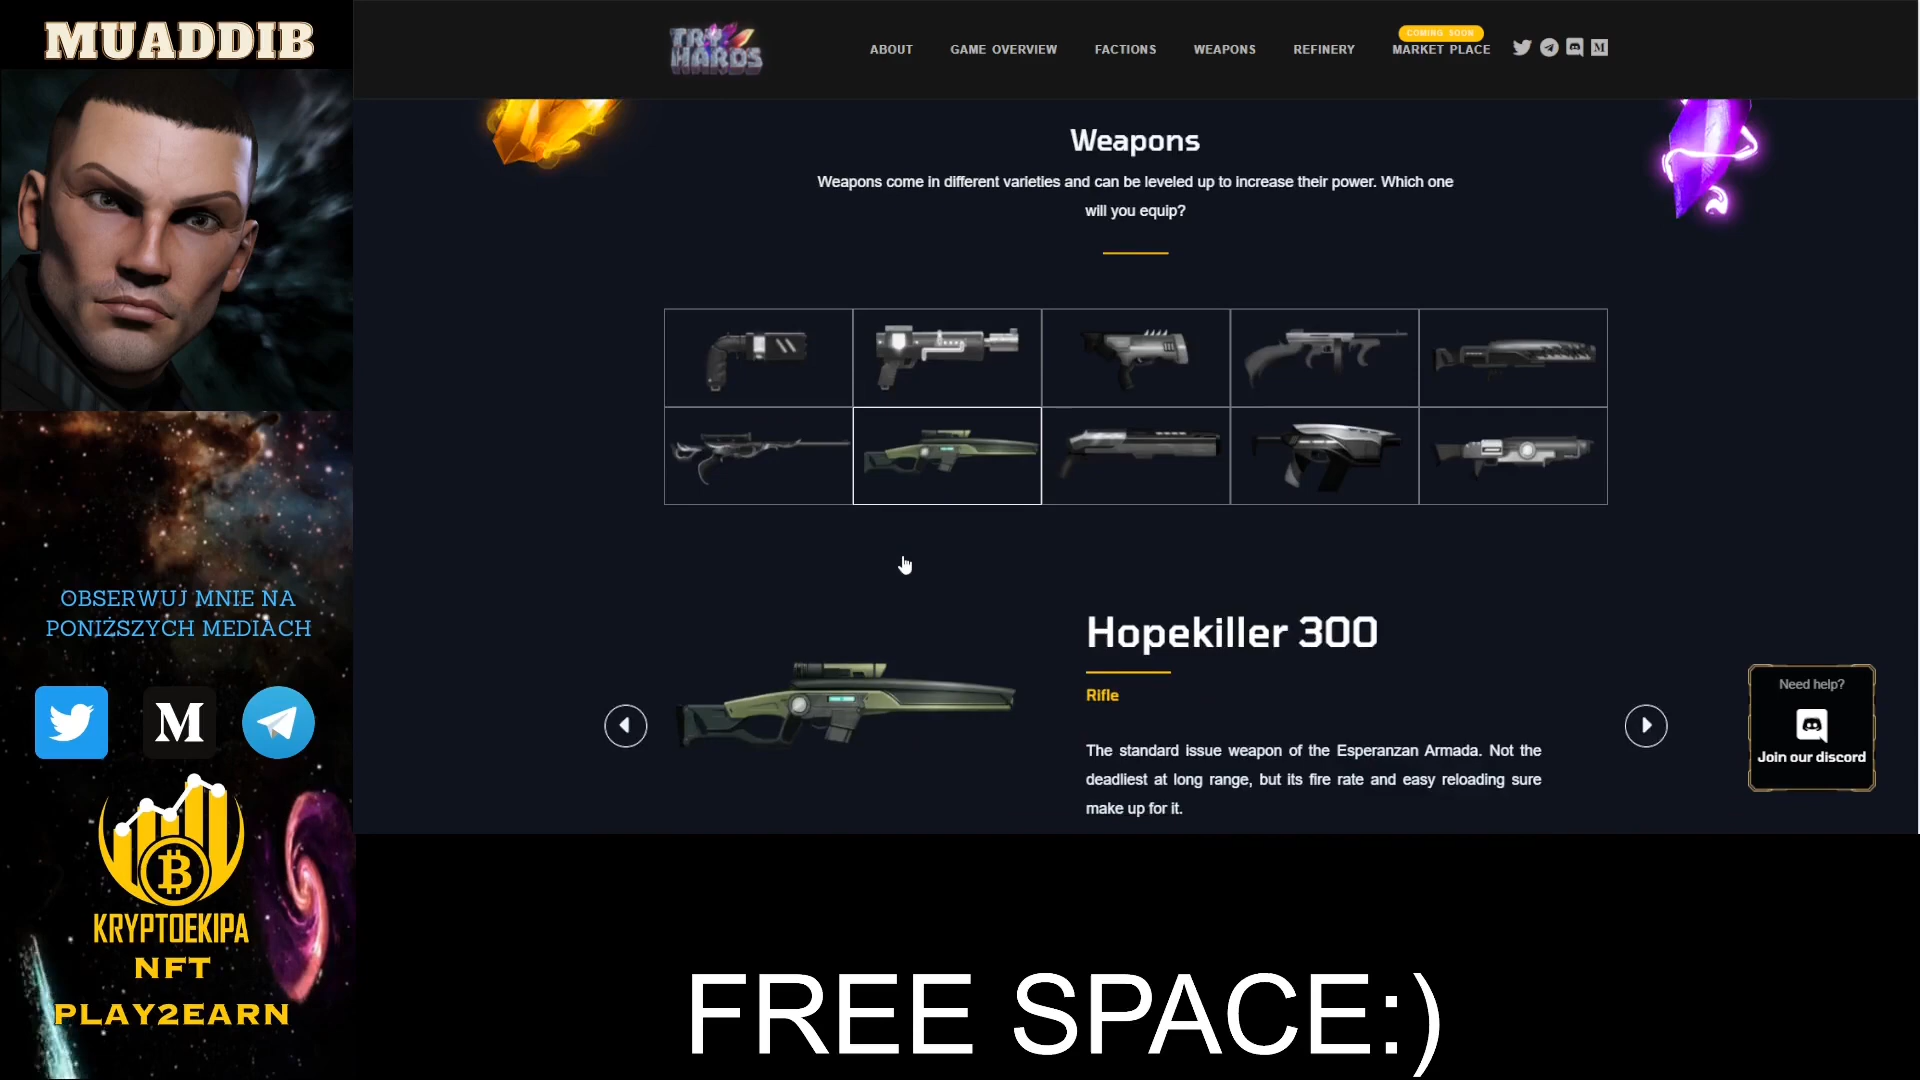 MUADDIB
OBSERWUJ MNIE NA
PONIŻSZYCH MEDIACH
M
KRYPTOEKIPA
NFT
PLAY2EARN
TRY
HARDS
ABOUT
GAME OVERVIEW
FACTIONS
WEAPONS
REFINERY
COMING SOON
MARKET PLACE
M
Weapons
Weapons come in different varieties and can be leveled up to increase their power. Which one
will you equip?
Hopekiller 300
Rifle
The standard issue weapon of the Esperanzan Armada. Not the
deadliest at long range, but its fire rate and easy reloading sure
make up for it.
Need help?
Join our discord
FREE SPACE:)